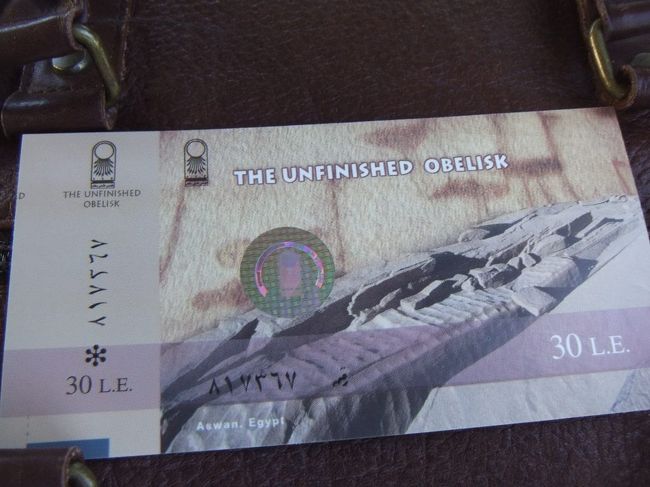 D
THE UNFINISHED
OBELISK
٨١٧٣٦٧
30 L.E.
THE UNFINISHED OBELISK
30 L.E.
٨١٧٣٦٧
Aswan. Egypt